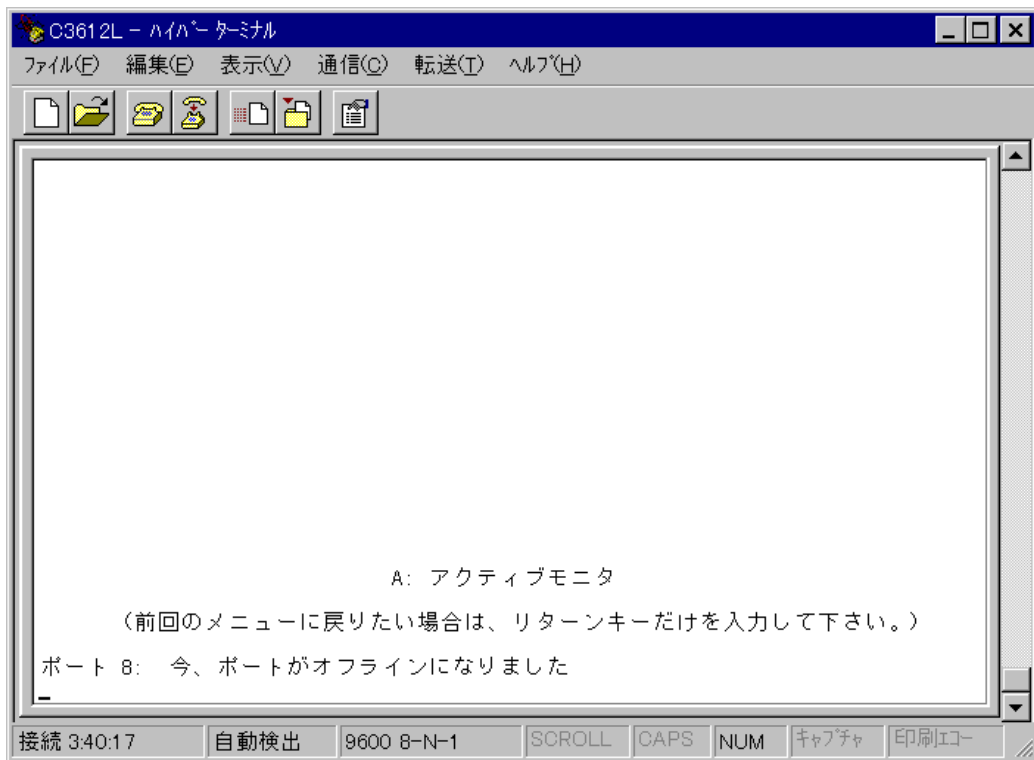 C3612L - ハイパー ターミナル
ファイル(F) 編集(E) 表示(V) 通信(C) 転送(T) ヘルプ(H)
A: アクティブモニタ
(前回のメニューに戻りたい場合は、リターンキーだけを入力して下さい。)
ポート 8: 今、ポートがオフラインになりました
接続 3:40:17 自動検出 9600 8-N-1 SCROLL CAPS NUM キャプチャ 印刷エコー